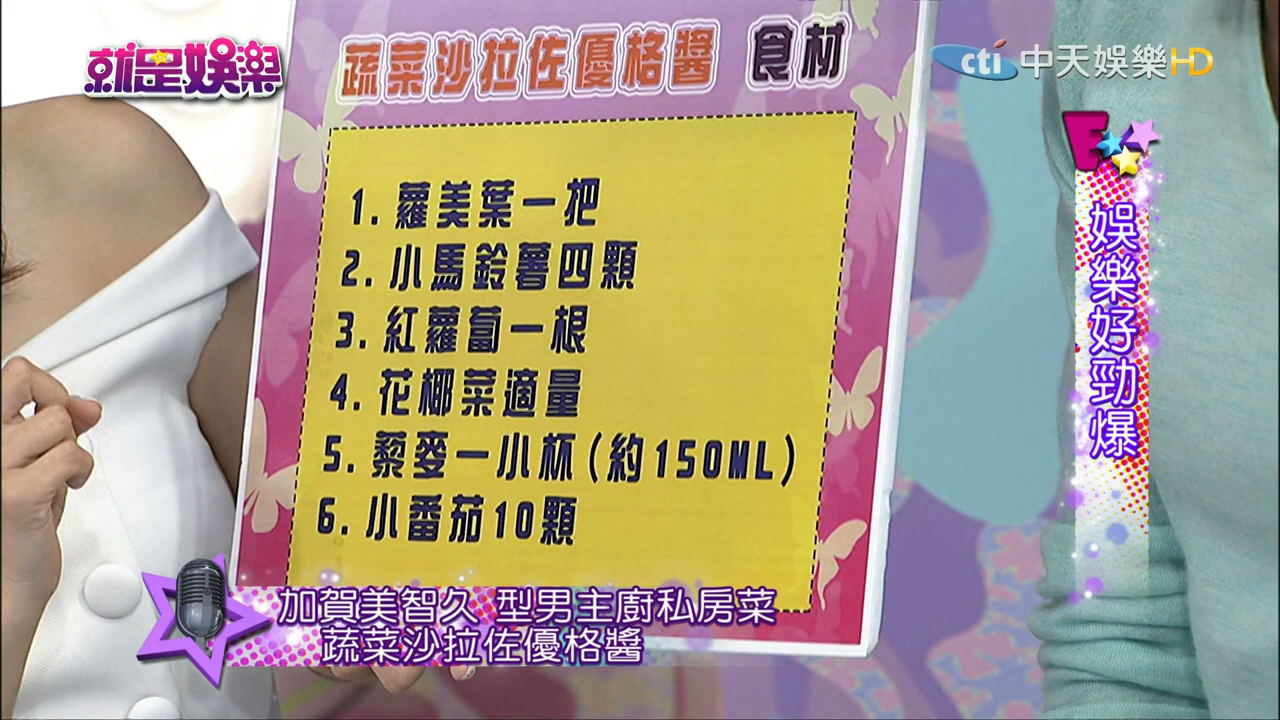 就是娛樂
cti 中天娛樂HD
蔬菜沙拉佐優格醬 食材
1. 蘿美葉一把
2. 小馬鈴薯四顆
3. 紅蘿蔔一根
4. 花椰菜適量
5. 藜麥一小杯(約150ML)
6. 小番茄10顆
E
娛樂好勁爆
加賀美智久 型男主廚私房菜
蔬菜沙拉佐優格醬